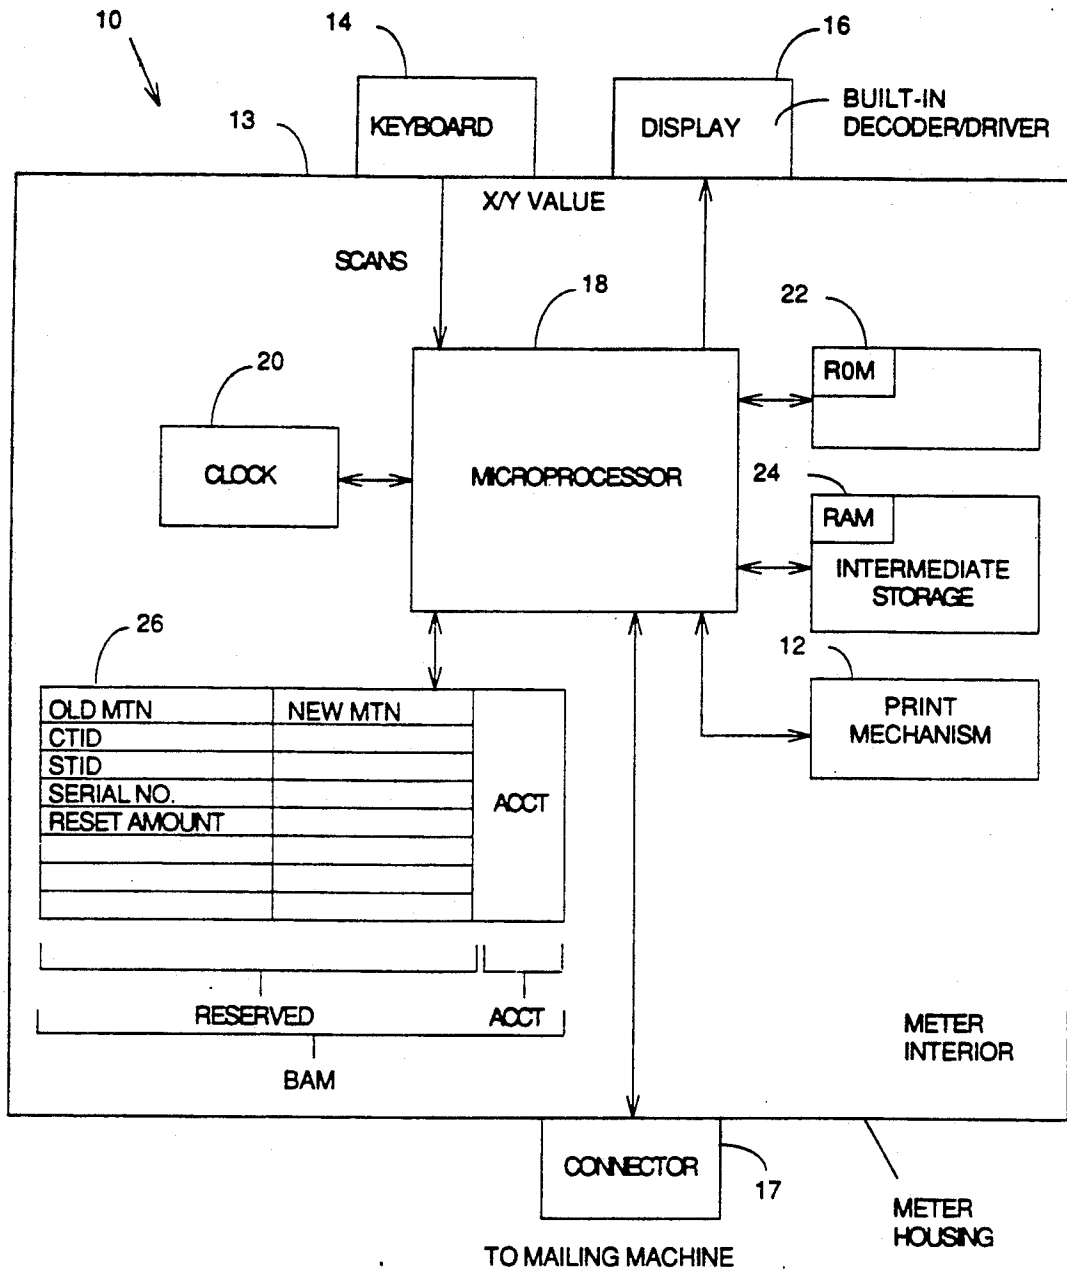 10
14
16
KEYBOARD
DISPLAY
BUILT-IN
DECODER/DRIVER
13
X/Y VALUE
SCANS
18
22
R0M
20
CLOCK
MICROPROCESSOR
24
RAM
INTERMEDIATE
STORAGE
26
12
PRINT
MECHANISM
OLD MTN NEW MTN
CTID
STID
SERIAL NO.
RESET AMOUNT
ACCT
RESERVED ACCT
BAM
METER
INTERIOR
CONNECTOR
17
METER
HOUSING
TO MAILING MACHINE